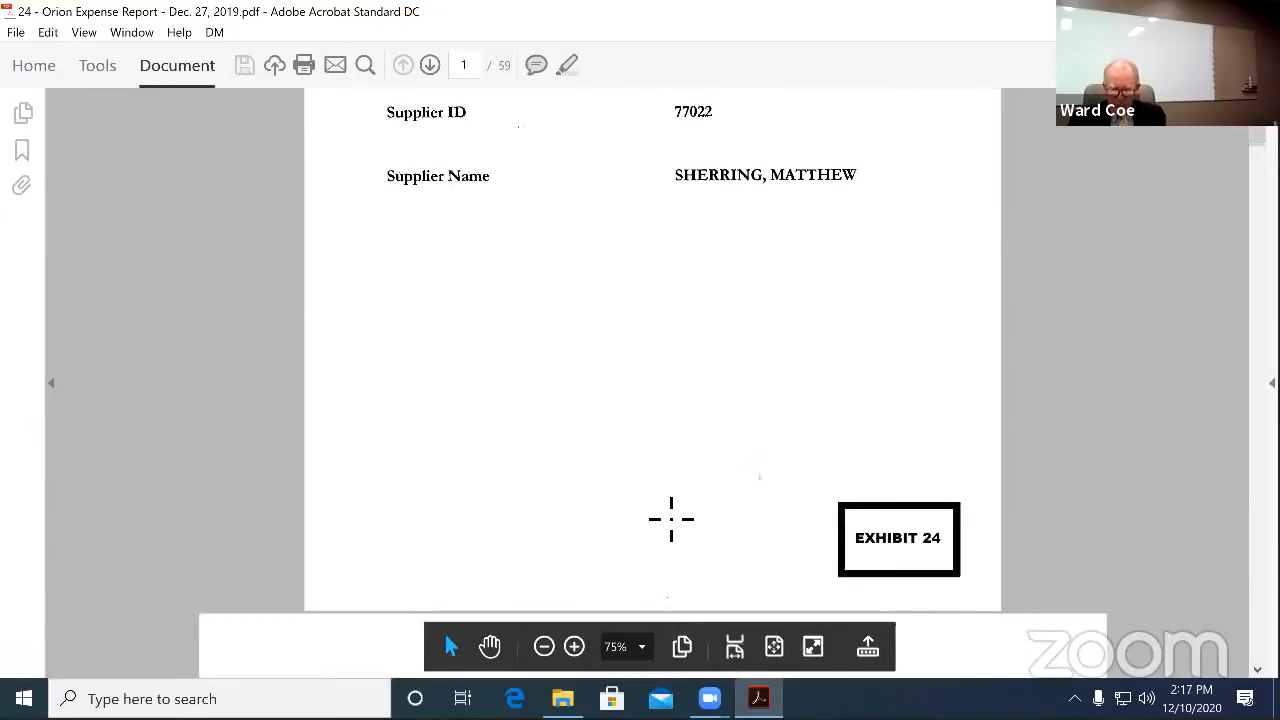 24 - Orion Expense Report - Dec. 27, 2019.pdf - Adobe Acrobat Standard DC
File Edit View Window Help DM
Home Tools Document 1 / 59
Ward Coe
Supplier ID 77022
Supplier Name SHERRING, MATTHEW
EXHIBIT 24
75%
zoom
Type here to search
2:17 PM
12/10/2020